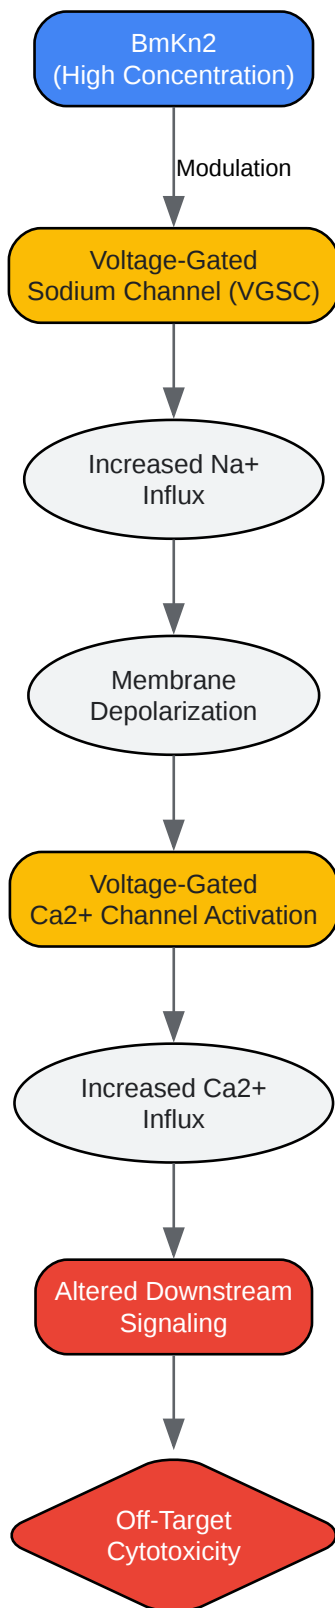 BmKn2
(High Concentration)
Modulation
Voltage-Gated
Sodium Channel (VGSC)
Increased Na+
Influx
Membrane
Depolarization
Voltage-Gated
Ca2+ Channel Activation
Increased Ca2+
Influx
Altered Downstream
Signaling
Off-Target
Cytotoxicity